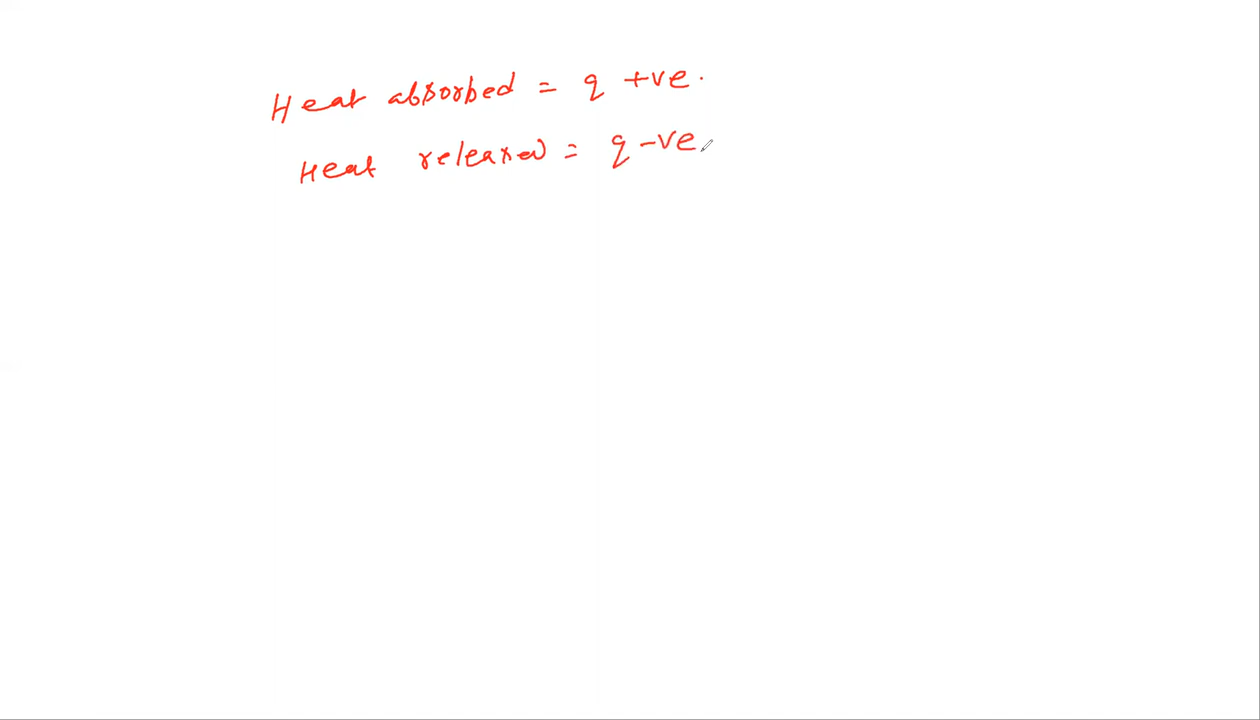 Heat absorbed = q +ve.
Heat released = q -ve.